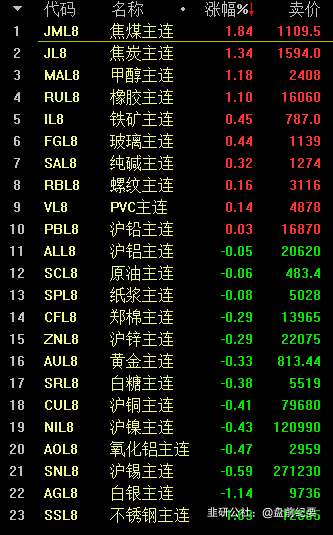 代码 名称 涨幅%↓ 卖价
1 JML8 焦煤主连 1.84 1109.5
2 JL8 焦炭主连 1.34 1594.0
3 MAL8 甲醇主连 1.18 2408
4 RUL8 橡胶主连 1.10 16060
5 IL8 铁矿主连 0.45 787.0
6 FGL8 玻璃主连 0.44 1139
7 SAL8 纯碱主连 0.32 1274
8 RBL8 螺纹主连 0.16 3116
9 VL8 PVC主连 0.14 4878
10 PBL8 沪铅主连 0.03 16870
11 ALL8 沪铝主连 -0.05 20620
12 SCL8 原油主连 -0.06 483.4
13 SPL8 纸浆主连 -0.08 5028
14 CFL8 郑棉主连 -0.29 13965
15 ZNL8 沪锌主连 -0.29 22075
16 AUL8 黄金主连 -0.33 813.44
17 SRL8 白糖主连 -0.38 5519
18 CUL8 沪铜主连 -0.41 79680
19 NIL8 沪镍主连 -0.43 120990
20 AOL8 氧化铝主连 -0.47 2959
21 SNL8 沪锡主连 -0.59 271230
22 AGL8 白银主连 -1.14 9736
23 SSL8 不锈钢主连
韭研公社：@盘前纪要